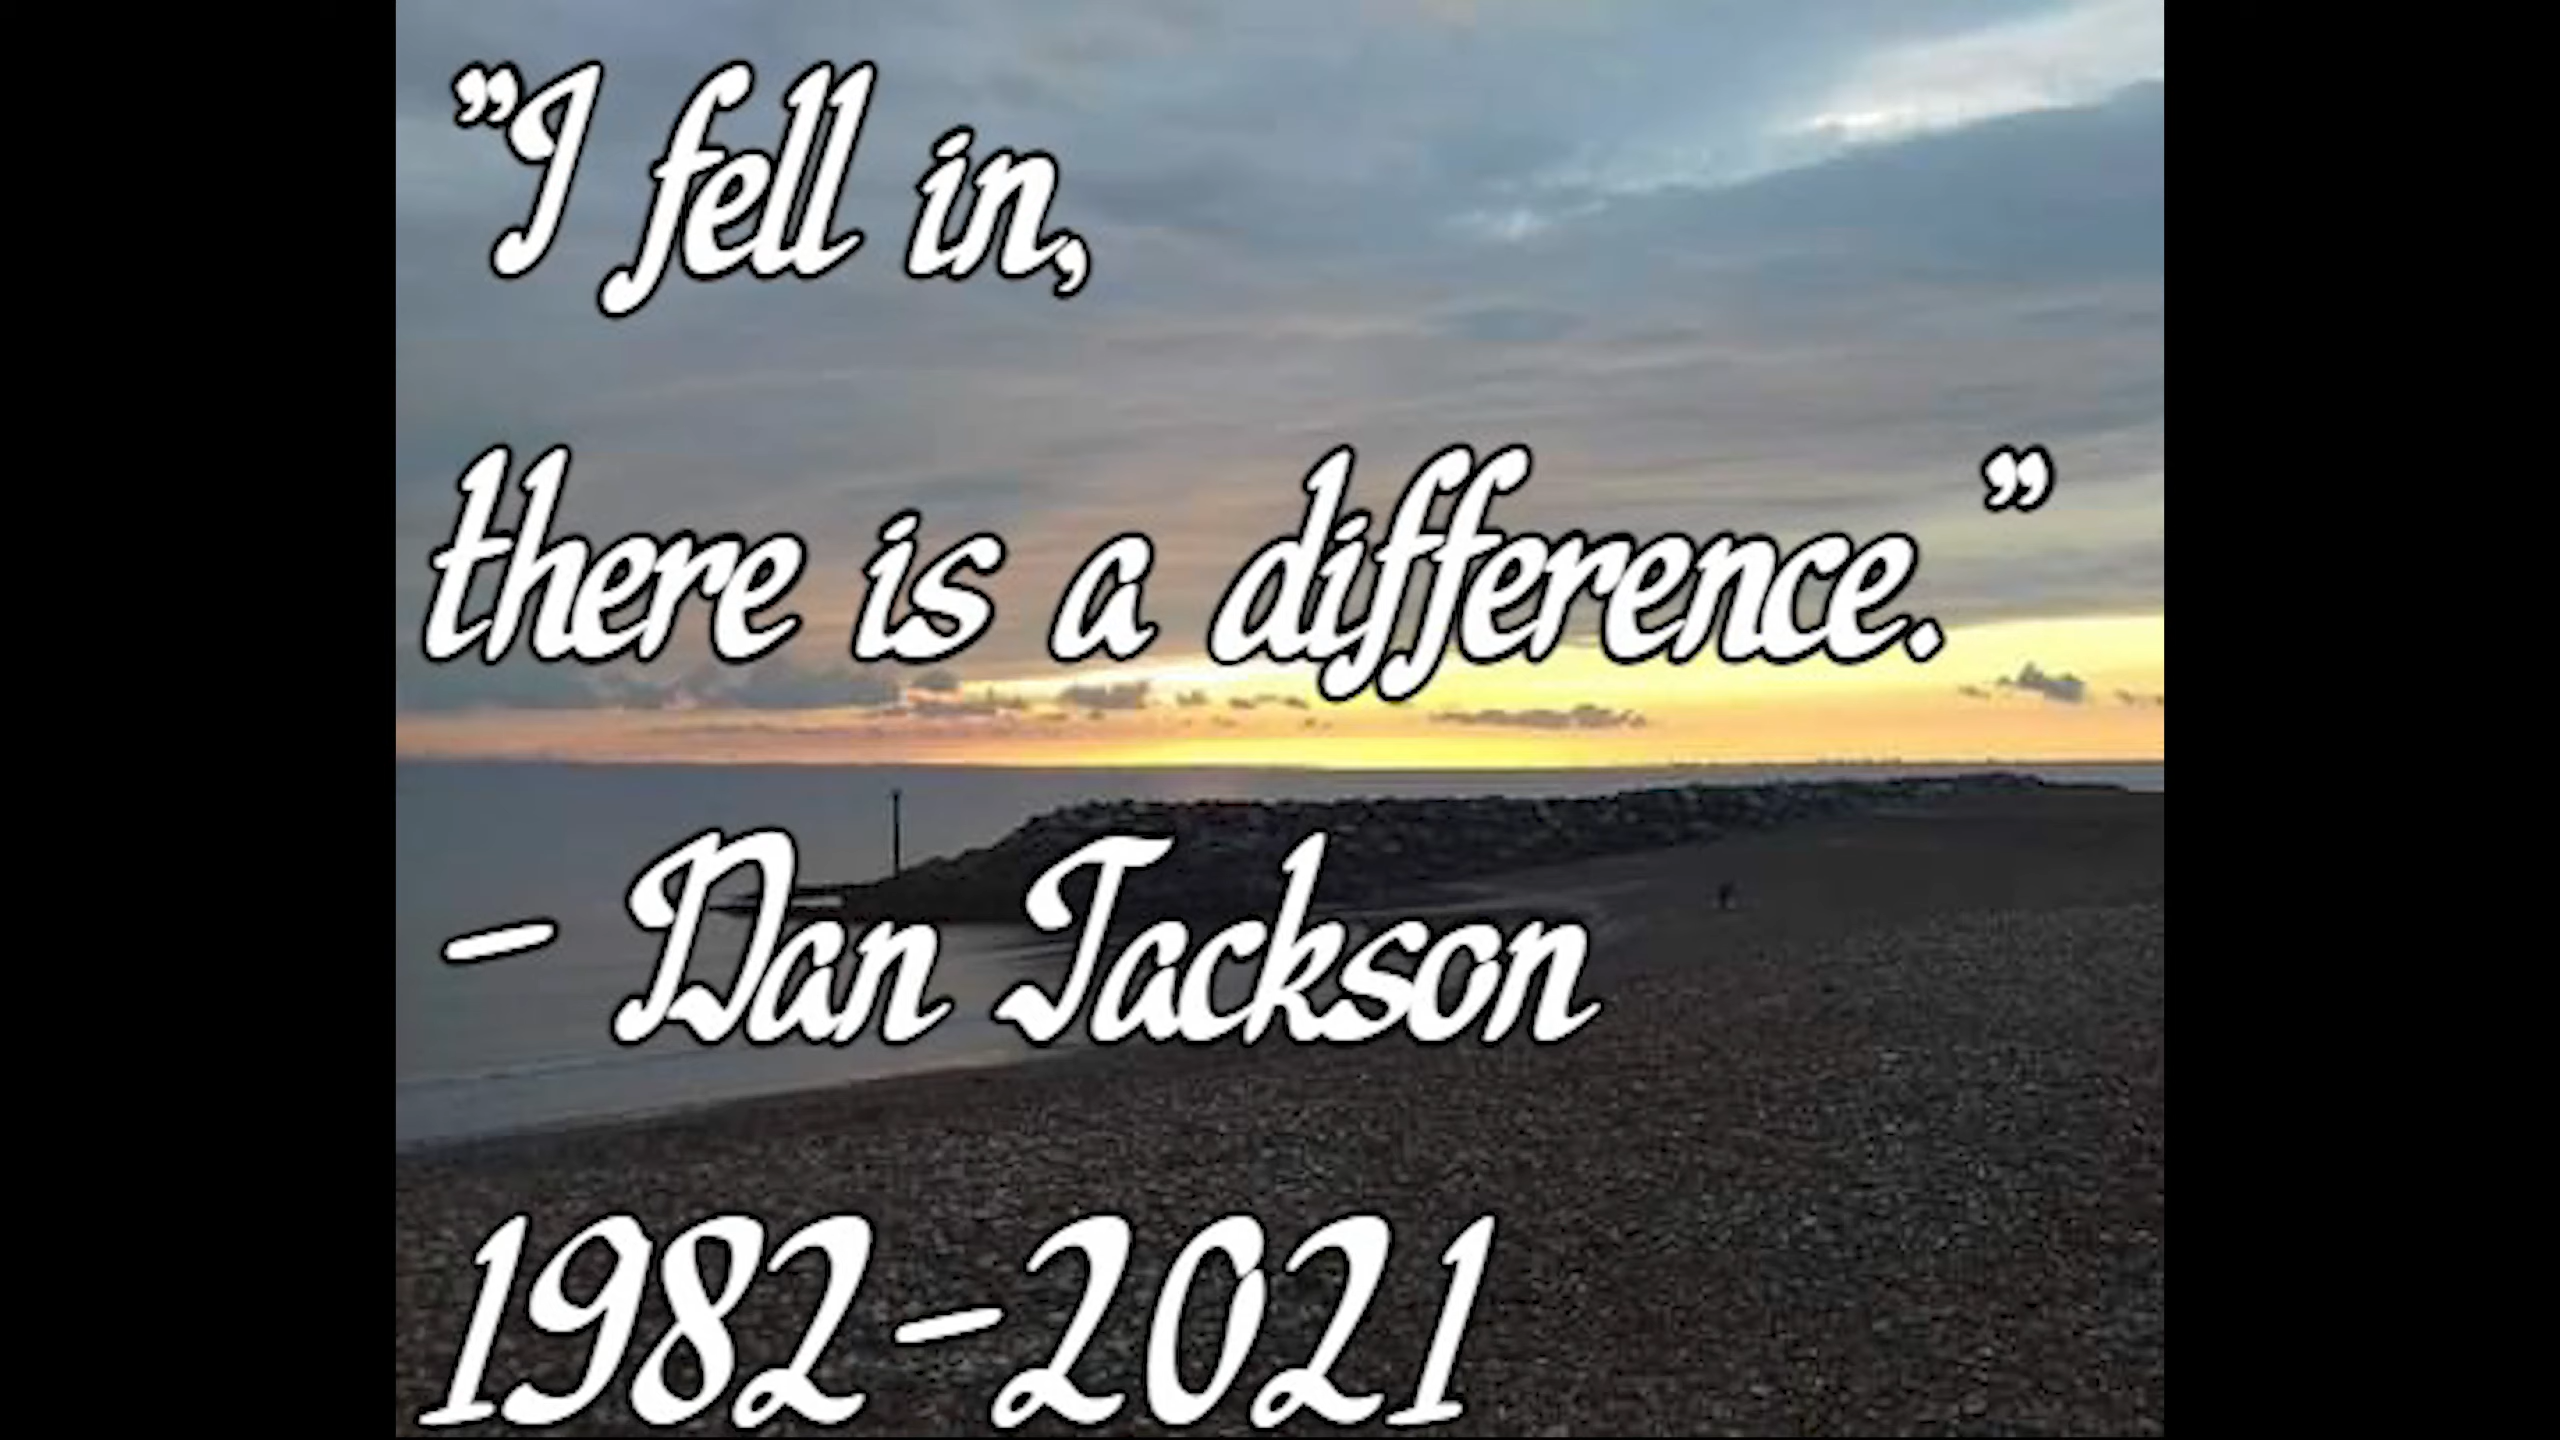 ”I fell in,
there is a difference.”
- Dan Jackson
1982-2021